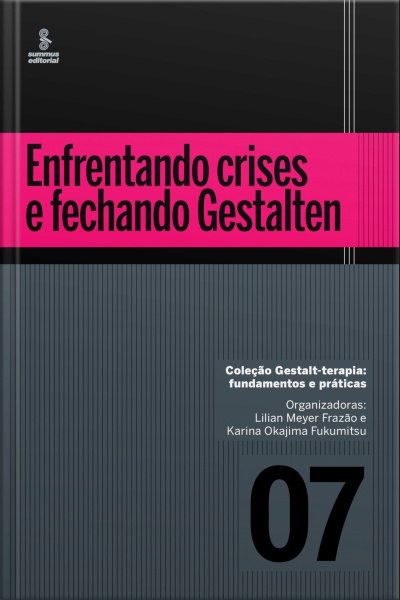 summus
editorial
Enfrentando crises
e fechando Gestalten
Coleção Gestalt-terapia:
fundamentos e práticas
Organizadoras:
Lilian Meyer Frazão e
Karina Okajima Fukumitsu
07